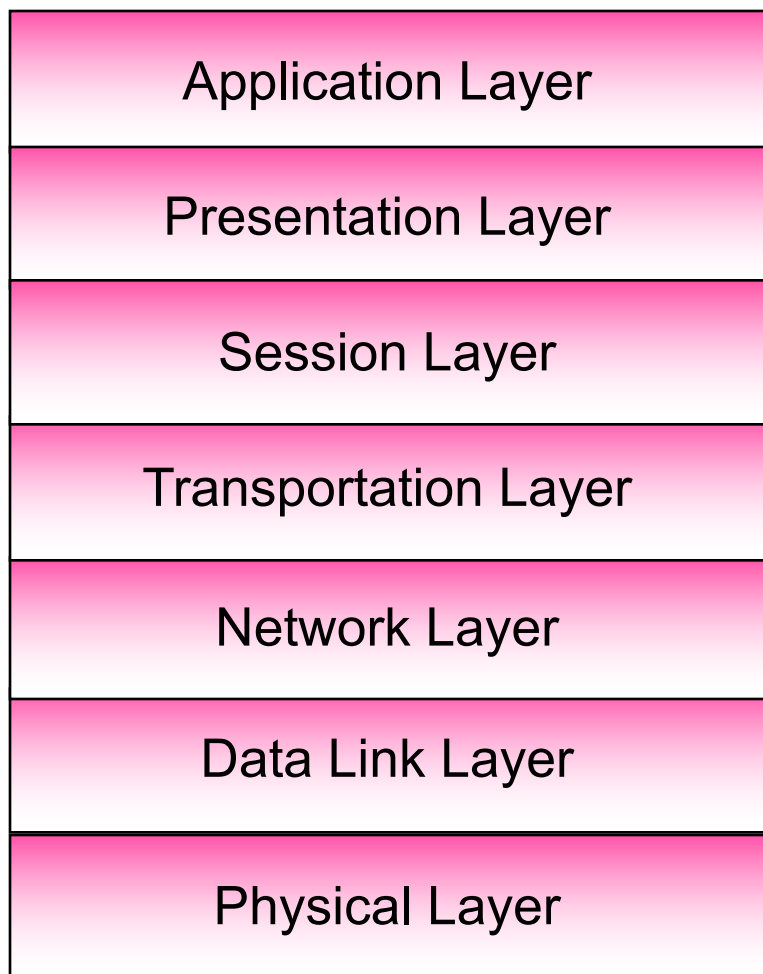 Application Layer
Presentation Layer
Session Layer
Transportation Layer
Network Layer
Data Link Layer
Physical Layer